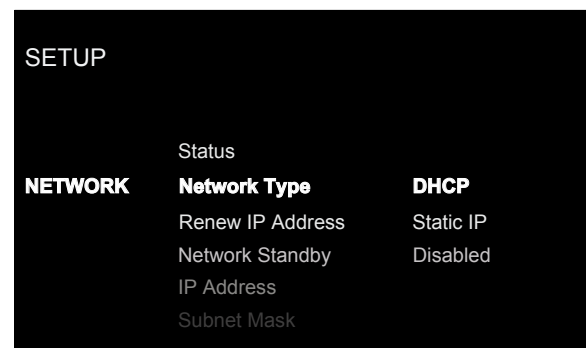 SETUP
Status
NETWORK Network Type DHCP
Renew IP Address Static IP
Network Standby Disabled
IP Address
Subnet Mask